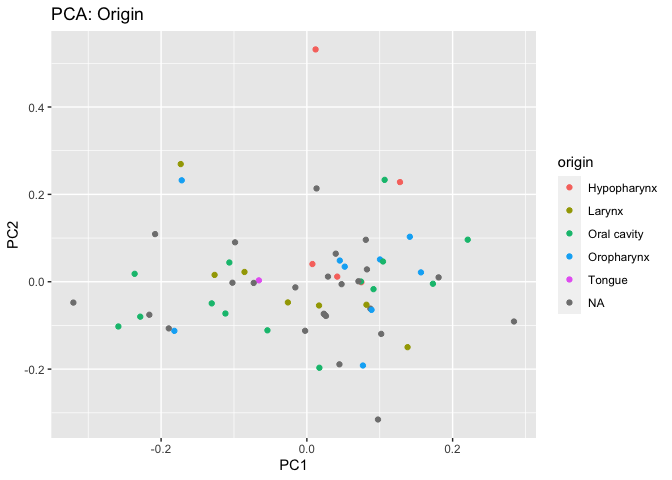 PCA: Origin
PC2
0.4
0.2
0.0
-0.2
-0.2
0.0
0.2
PC1
origin
Hypopharynx
Larynx
Oral cavity
Oropharynx
Tongue
NA